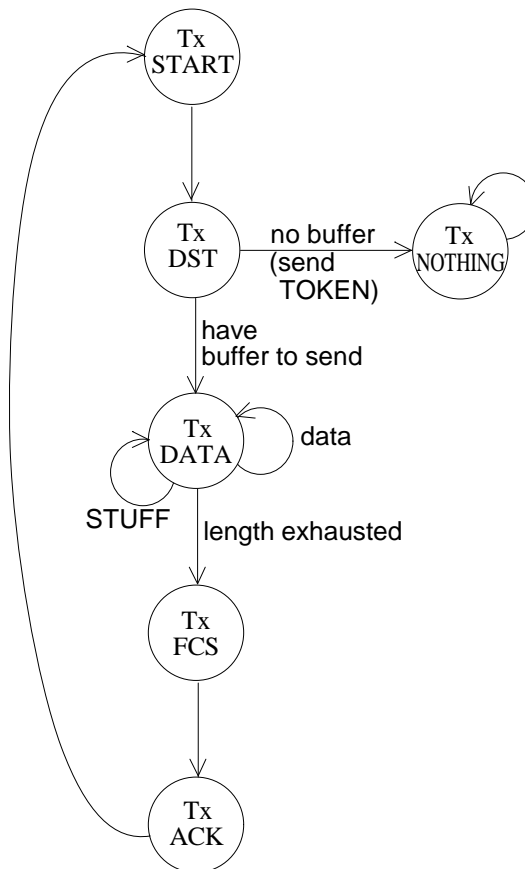 Tx
START
Tx
DST
no buffer
(send
TOKEN)
Tx
NOTHING
have
buffer to send
Tx
DATA
data
STUFF
length exhausted
Tx
FCS
Tx
ACK